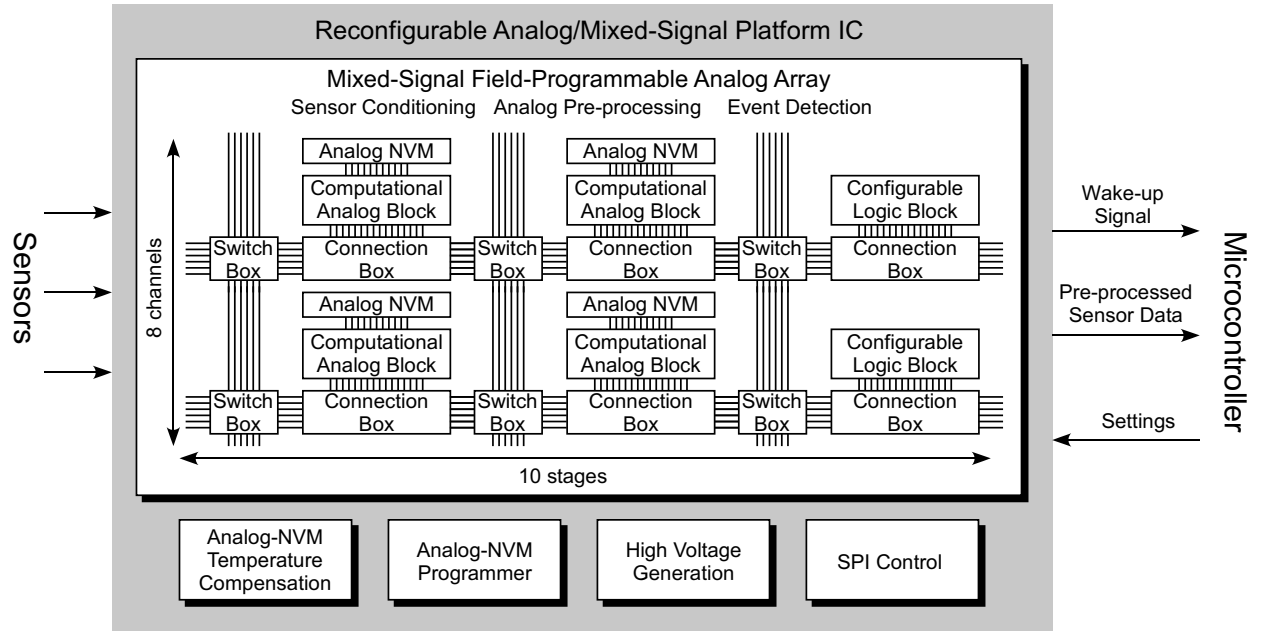 Reconfigurable Analog/Mixed-Signal Platform IC
Mixed-Signal Field-Programmable Analog Array
Sensor Conditioning
Analog Pre-processing
Event Detection
Analog NVM
Analog NVM
Computational
Analog Block
Computational
Analog Block
Configurable
Logic Block
Switch
Box
Connection
Box
Switch
Box
Connection
Box
Switch
Box
Connection
Box
Analog NVM
Analog NVM
Computational
Analog Block
Computational
Analog Block
Configurable
Logic Block
Switch
Box
Connection
Box
Switch
Box
Connection
Box
Switch
Box
Connection
Box
8 channels
10 stages
Sensors
Wake-up
Signal
Pre-processed
Sensor Data
Settings
Microcontroller
Analog-NVM
Temperature
Compensation
Analog-NVM
Programmer
High Voltage
Generation
SPI Control